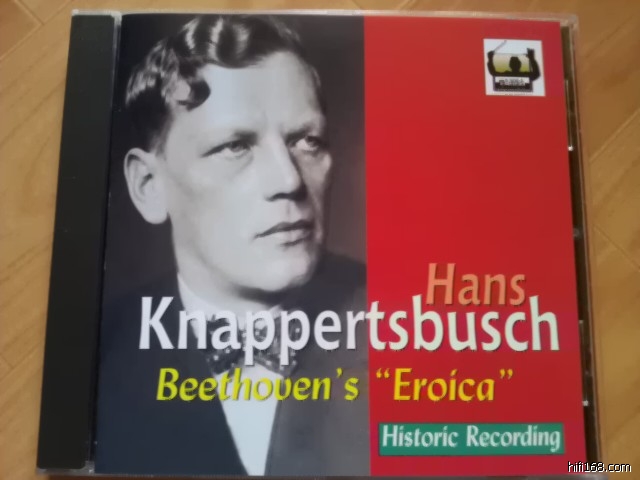 Hans
Knappertsbusch
Beethoven's "Eroica"
Historic Recording
hifi168.com